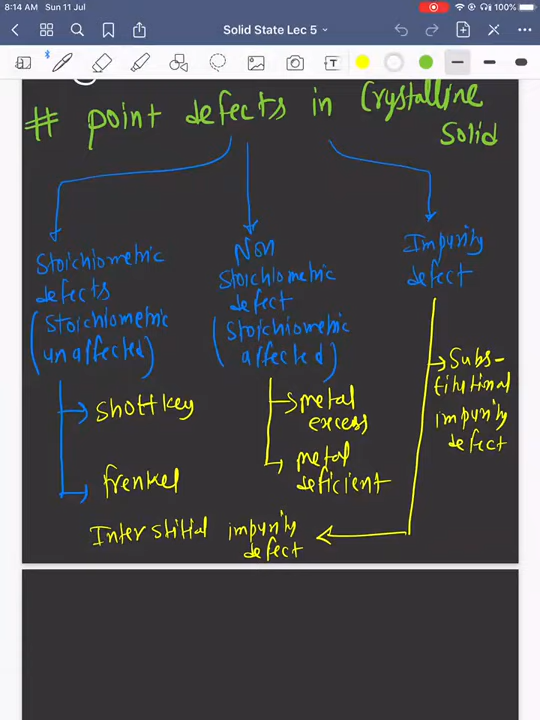 8:14 AM Sun 11 Jul
100%
Solid State Lec 5
# point defects in Crystalline
Solid
Stoichiometric
defects
(Stoichiometric
unaffected)
Shottkey
frenkel
Non
Stoichiometric
defect
(Stoichiometric
affected)
metal
excess
metal
deficient
Impurity
defect
Subs-
titutinal
impurity
defect
Interstitial impurity
defect